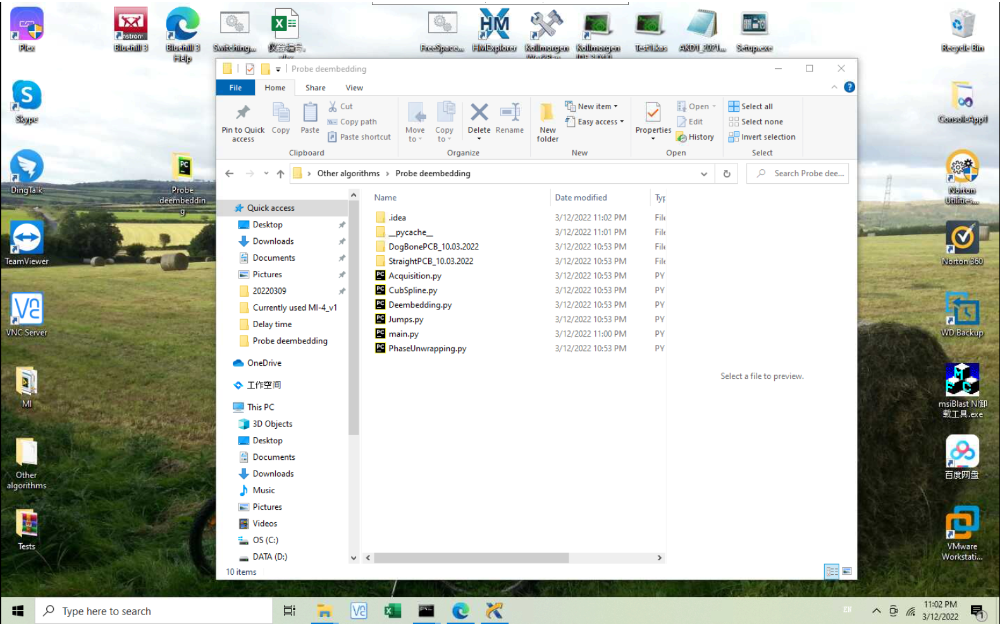 Plex
Bluehill 3
Bluehill 3
Help
Switching...
仪器编号.
FreeSpace...
HMExplorer
Kollmorgen
Kollmorgen
Test1.kas
AKD1_2021...
Setup.exe
Recycle Bin
Probe deembedding
File
Home
Share
View
Pin to Quick
access
Copy
Paste
Cut
Copy path
Paste shortcut
Clipboard
Move
to
Copy
to
Delete
Rename
Organize
New
folder
New item
Easy access
New
Properties
Open
Edit
History
Open
Select all
Select none
Invert selection
Select
Other algorithms > Probe deembedding
Search Probe dee...
Skype
DingTalk
TeamViewer
VNC Server
MI
Other
algorithms
Tests
Probe
deembeddin
g
Quick access
Desktop
Downloads
Documents
Pictures
20220309
Currently used MI-4_v1
Delay time
Probe deembedding
OneDrive
工作空间
This PC
3D Objects
Desktop
Documents
Downloads
Music
Pictures
Videos
OS (C:)
DATA (D:)
10 items
Name Date modified Typ
.idea 3/12/2022 11:02 PM File
__pycache__ 3/12/2022 11:01 PM File
DogBonePCB_10.03.2022 3/12/2022 10:53 PM File
StraightPCB_10.03.2022 3/12/2022 10:53 PM File
Acquisition.py 3/12/2022 10:53 PM PY
CubSpline.py 3/12/2022 10:53 PM PY
Deembedding.py 3/12/2022 10:53 PM PY
Jumps.py 3/12/2022 10:53 PM PY
main.py 3/12/2022 11:00 PM PY
PhaseUnwrapping.py 3/12/2022 10:53 PM PY
Select a file to preview.
ConsoleAppl1
Norton
Utilities...
Norton 360
WD Backup
msiBlast NI卸
载工具.exe
百度网盘
VMware
Workstati...
Type here to search
EN
11:02 PM
3/12/2022
1